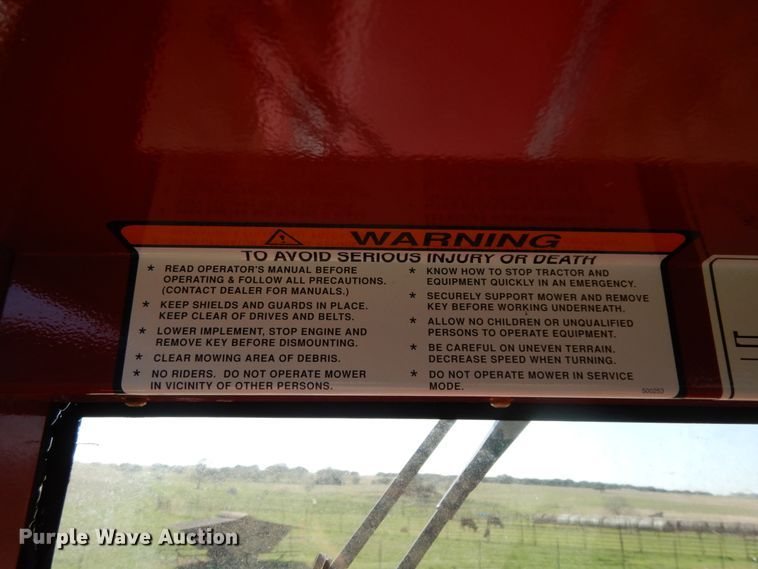 WARNING
TO AVOID SERIOUS INJURY OR DEATH
* READ OPERATOR'S MANUAL BEFORE
OPERATING & FOLLOW ALL PRECAUTIONS.
(CONTACT DEALER FOR MANUALS.)
* KEEP SHIELDS AND GUARDS IN PLACE.
KEEP CLEAR OF DRIVES AND BELTS.
* LOWER IMPLEMENT, STOP ENGINE AND
REMOVE KEY BEFORE DISMOUNTING.
* CLEAR MOWING AREA OF DEBRIS.
* NO RIDERS. DO NOT OPERATE MOWER
IN VICINITY OF OTHER PERSONS.
* KNOW HOW TO STOP TRACTOR AND
EQUIPMENT QUICKLY IN AN EMERGENCY.
* SECURELY SUPPORT MOWER AND REMOVE
KEY BEFORE WORKING UNDERNEATH.
* ALLOW NO CHILDREN OR UNQUALIFIED
PERSONS TO OPERATE EQUIPMENT.
* BE CAREFUL ON UNEVEN TERRAIN.
DECREASE SPEED WHEN TURNING.
* DO NOT OPERATE MOWER IN SERVICE
MODE.
500253
Purple Wave Auction